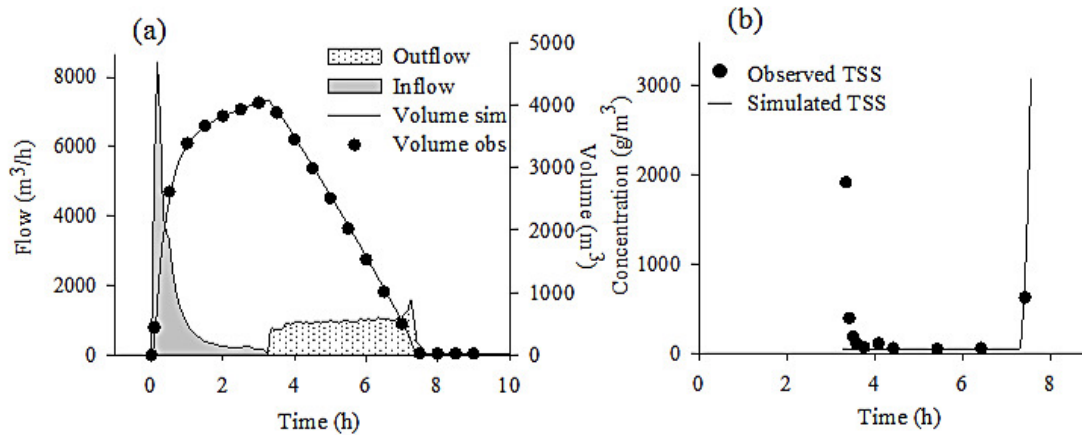 (a)
Flow (m³/h)
8000
6000
4000
2000
0
0 2 4 6 8 10
Time (h)
Outflow
Inflow
Volume sim
Volume obs
5000
4000
3000
2000
1000
0
Volume (m³)
(b)
Concentration (g/m³)
3000
2000
1000
0
0 2 4 6 8
Time (h)
Observed TSS
Simulated TSS